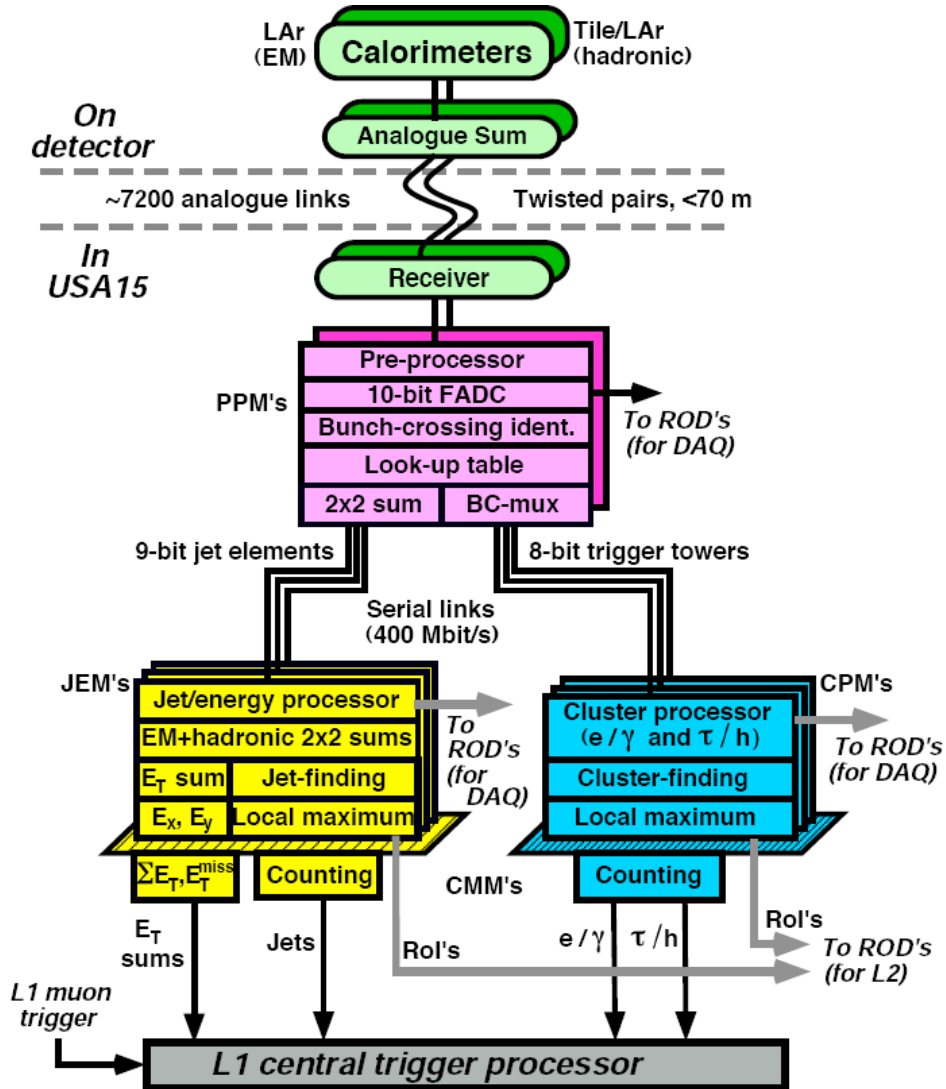 LAr
(EM)
Calorimeters
Tile/LAr
(hadronic)
On
detector
Analogue Sum
~7200 analogue links
Twisted pairs, <70 m
In
USA15
Receiver
PPM's
Pre-processor
10-bit FADC
Bunch-crossing ident.
Look-up table
2x2 sum
BC-mux
To ROD's
(for DAQ)
9-bit jet elements
8-bit trigger towers
Serial links
(400 Mbit/s)
JEM's
Jet/energy processor
EM+hadronic 2x2 sums
E_T sum
Jet-finding
E_x, E_y
Local maximum
To
ROD's
(for
DAQ)
CPM's
Cluster processor
(e/γ and τ/h)
Cluster-finding
Local maximum
To ROD's
(for DAQ)
ΣE_T, E_T^miss
Counting
CMM's
Counting
E_T
sums
Jets
RoI's
e/γ
τ/h
RoI's
To ROD's
(for L2)
L1 muon
trigger
L1 central trigger processor